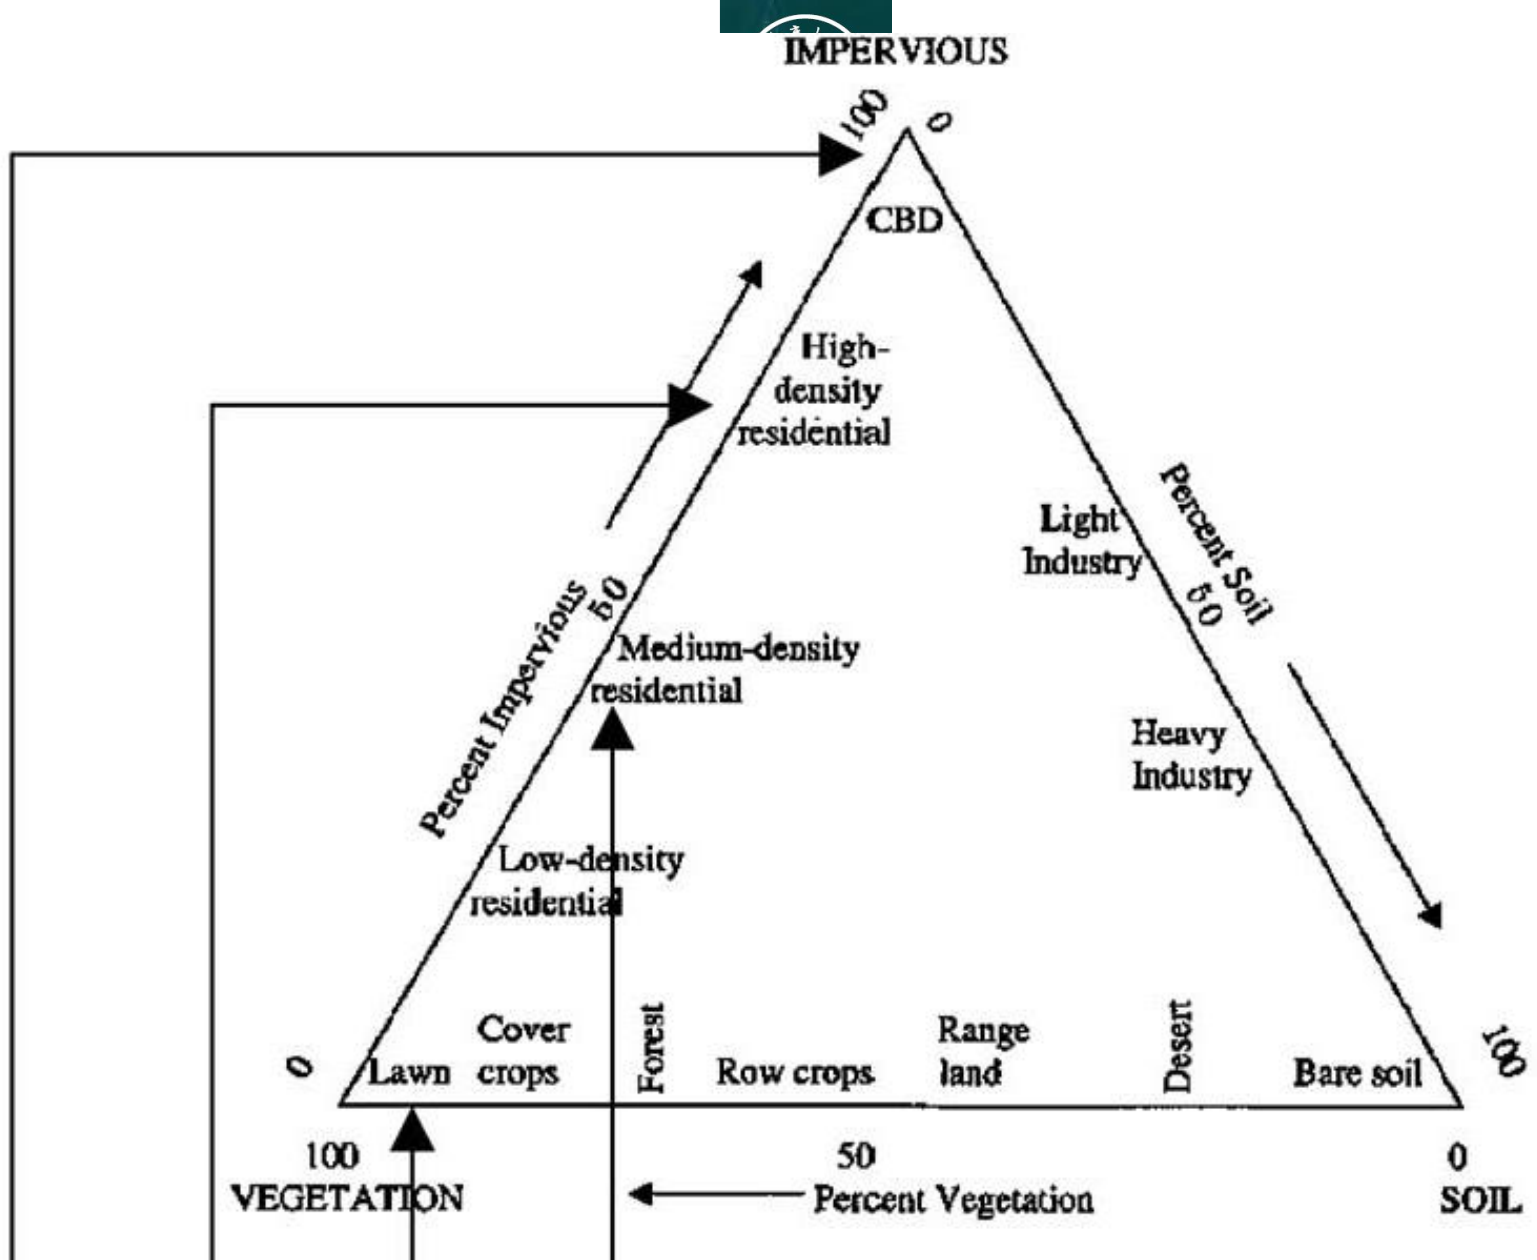 IMPERVIOUS
100
0
CBD
High-
density
residential
Light
Industry
Percent Soil
50
Percent Impervious
50
Medium-density
residential
Heavy
Industry
Low-density
residential
0
Lawn
Cover
crops
Forest
Row crops
Range
land
Desert
Bare soil
100
100
50
0
VEGETATION
Percent Vegetation
SOIL